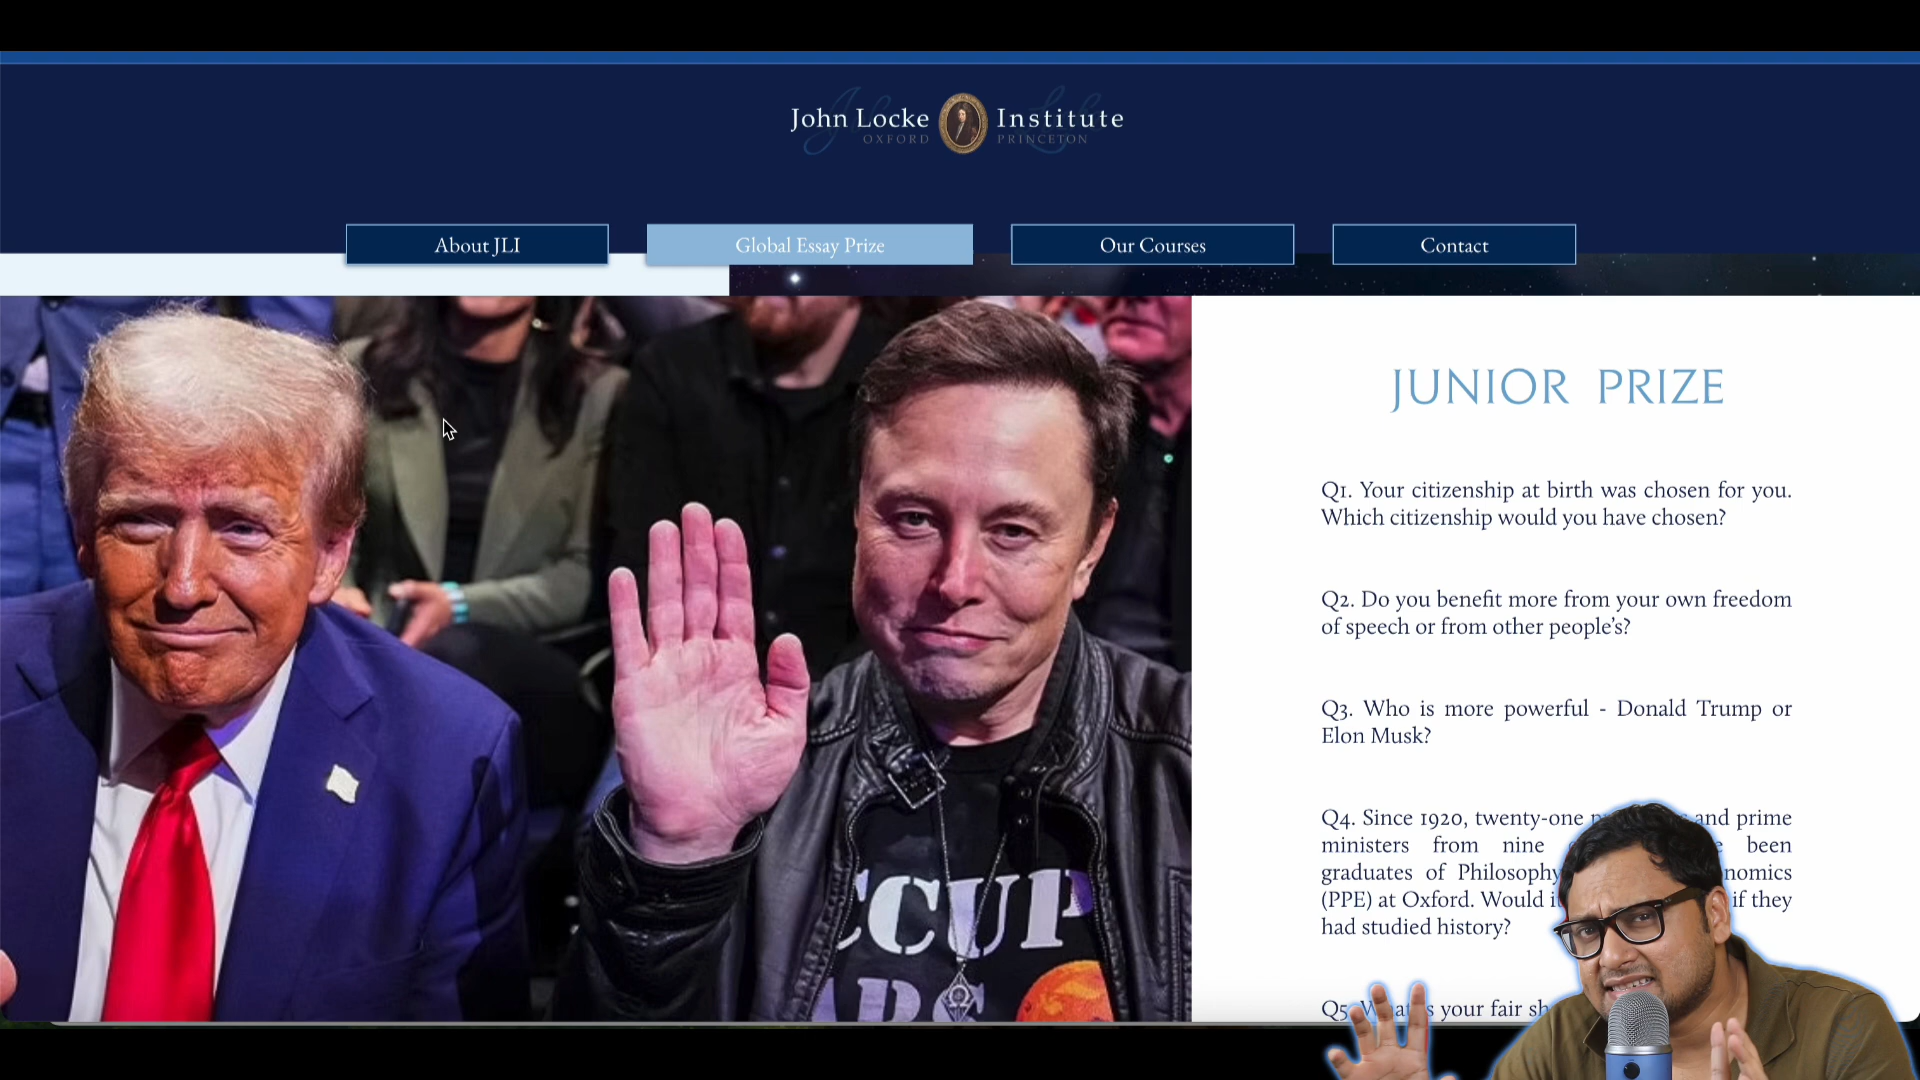 John Locke Institute
OXFORD PRINCETON
About JLI
Global Essay Prize
Our Courses
Contact
JUNIOR PRIZE
Q1. Your citizenship at birth was chosen for you.
Which citizenship would you have chosen?
Q2. Do you benefit more from your own freedom
of speech or from other people's?
Q3. Who is more powerful - Donald Trump or
Elon Musk?
Q4. Since 1920, twenty-one and prime
ministers from nine been
graduates of Philosophy
(PPE) at Oxford. Would if they
had studied history?
Q5. What's your fair
CCUP